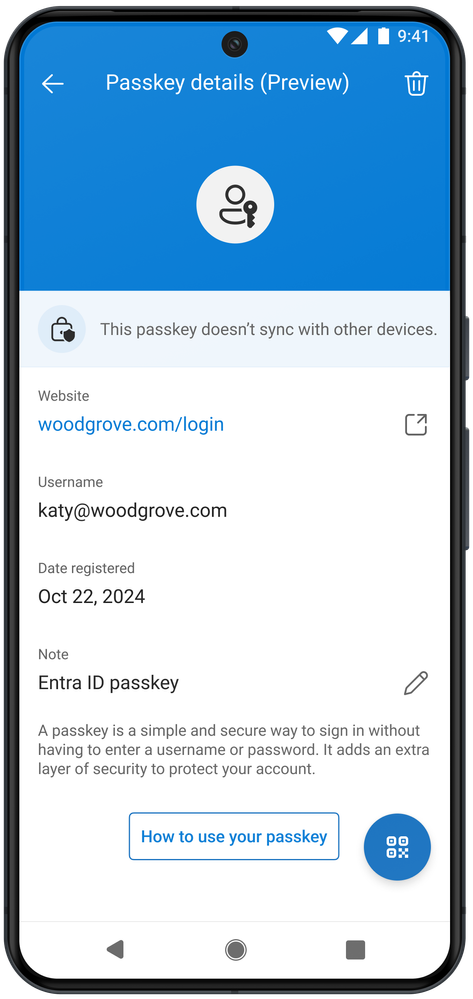 9:41
Passkey details (Preview)
This passkey doesn’t sync with other devices.
Website
woodgrove.com/login
Username
katy@woodgrove.com
Date registered
Oct 22, 2024
Note
Entra ID passkey
A passkey is a simple and secure way to sign in without
having to enter a username or password. It adds an extra
layer of security to protect your account.
How to use your passkey